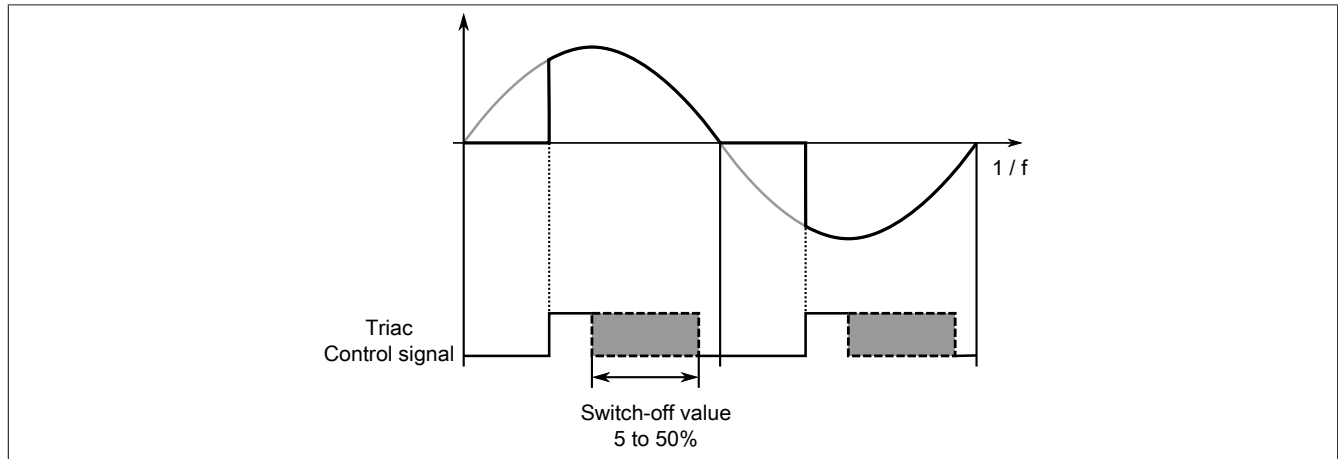 1 / f
Triac
Control signal
Switch-off value
5 to 50%